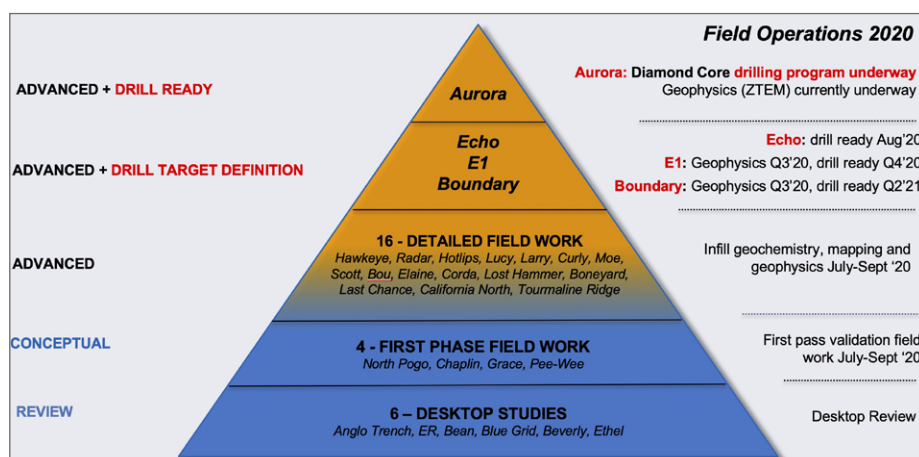 Field Operations 2020
ADVANCED + DRILL READY
Aurora
Aurora: Diamond Core drilling program underway
Geophysics (ZTEM) currently underway
ADVANCED + DRILL TARGET DEFINITION
Echo
E1
Boundary
Echo: drill ready Aug'20
E1: Geophysics Q3'20, drill ready Q4'20
Boundary: Geophysics Q3'20, drill ready Q2'21
ADVANCED
16 - DETAILED FIELD WORK
Hawkeye, Radar, Hotlips, Lucy, Larry, Curly, Moe,
Scott, Bou, Elaine, Corda, Lost Hammer, Boneyard,
Last Chance, California North, Tourmaline Ridge
Infill geochemistry, mapping and
geophysics July-Sept '20
CONCEPTUAL
4 - FIRST PHASE FIELD WORK
North Pogo, Chaplin, Grace, Pee-Wee
First pass validation field
work July-Sept '20
REVIEW
6 – DESKTOP STUDIES
Anglo Trench, ER, Bean, Blue Grid, Beverly, Ethel
Desktop Review